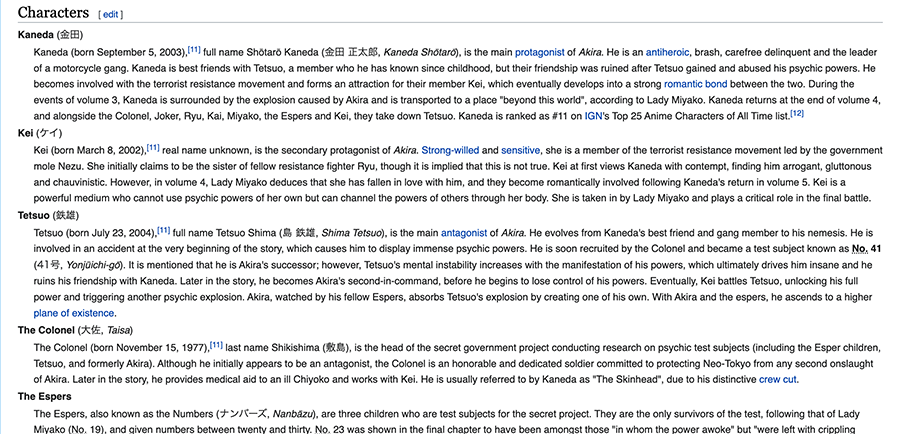 Characters [ edit ]
Kaneda (金田)
Kaneda (born September 5, 2003),[11] full name Shōtarō Kaneda (金田 正太郎, Kaneda Shōtarō), is the main protagonist of Akira. He is an antiheroic, brash, carefree delinquent and the leader
of a motorcycle gang. Kaneda is best friends with Tetsuo, a member who he has known since childhood, but their friendship was ruined after Tetsuo gained and abused his psychic powers. He
becomes involved with the terrorist resistance movement and forms an attraction for their member Kei, which eventually develops into a strong romantic bond between the two. During the
events of volume 3, Kaneda is surrounded by the explosion caused by Akira and is transported to a place "beyond this world", according to Lady Miyako. Kaneda returns at the end of volume 4,
and alongside the Colonel, Joker, Ryu, Kai, Miyako, the Espers and Kei, they take down Tetsuo. Kaneda is ranked as #11 on IGN's Top 25 Anime Characters of All Time list.[12]
Kei (ケイ)
Kei (born March 8, 2002),[11] real name unknown, is the secondary protagonist of Akira. Strong-willed and sensitive, she is a member of the terrorist resistance movement led by the government
mole Nezu. She initially claims to be the sister of fellow resistance fighter Ryu, though it is implied that this is not true. Kei at first views Kaneda with contempt, finding him arrogant, gluttonous
and chauvinistic. However, in volume 4, Lady Miyako deduces that she has fallen in love with him, and they become romantically involved following Kaneda's return in volume 5. Kei is a
powerful medium who cannot use psychic powers of her own but can channel the powers of others through her body. She is taken in by Lady Miyako and plays a critical role in the final battle.
Tetsuo (鉄雄)
Tetsuo (born July 23, 2004),[11] full name Tetsuo Shima (島 鉄雄, Shima Tetsuo), is the main antagonist of Akira. He evolves from Kaneda's best friend and gang member to his nemesis. He is
involved in an accident at the very beginning of the story, which causes him to display immense psychic powers. He is soon recruited by the Colonel and became a test subject known as No. 41
(41号, Yonjūichi-gō). It is mentioned that he is Akira's successor; however, Tetsuo's mental instability increases with the manifestation of his powers, which ultimately drives him insane and he
ruins his friendship with Kaneda. Later in the story, he becomes Akira's second-in-command, before he begins to lose control of his powers. Eventually, Kei battles Tetsuo, unlocking his full
power and triggering another psychic explosion. Akira, watched by his fellow Espers, absorbs Tetsuo's explosion by creating one of his own. With Akira and the espers, he ascends to a higher
plane of existence.
The Colonel (大佐, Taisa)
The Colonel (born November 15, 1977),[11] last name Shikishima (敷島), is the head of the secret government project conducting research on psychic test subjects (including the Esper children,
Tetsuo, and formerly Akira). Although he initially appears to be an antagonist, the Colonel is an honorable and dedicated soldier committed to protecting Neo-Tokyo from any second onslaught
of Akira. Later in the story, he provides medical aid to an ill Chiyoko and works with Kei. He is usually referred to by Kaneda as "The Skinhead", due to his distinctive crew cut.
The Espers
The Espers, also known as the Numbers (ナンバーズ, Nanbāzu), are three children who are test subjects for the secret project. They are the only survivors of the test, following that of Lady
Miyako (No. 19), and given numbers between twenty and thirty. No. 23 was shown in the final chapter to have been amongst those "in whom the power awoke" but "were left with crippling